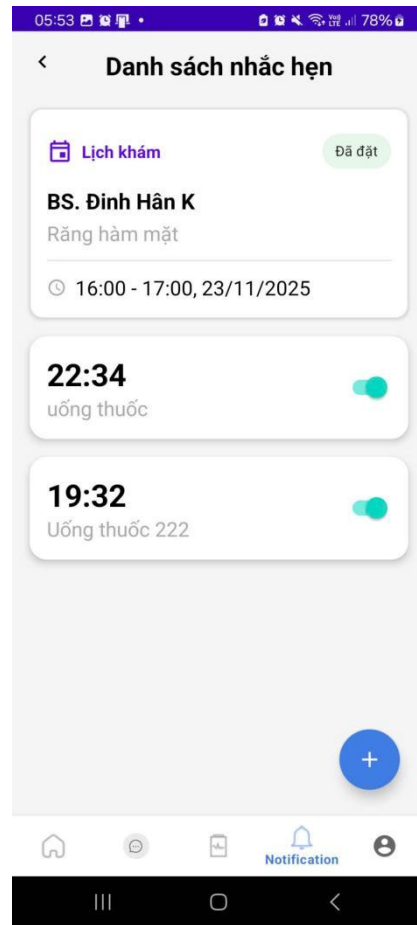 05:53
78%
Danh sách nhắc hẹn
Lịch khám
Đã đặt
BS. Đinh Hân K
Răng hàm mặt
16:00 - 17:00, 23/11/2025
22:34
uống thuốc
19:32
Uống thuốc 222
Notification